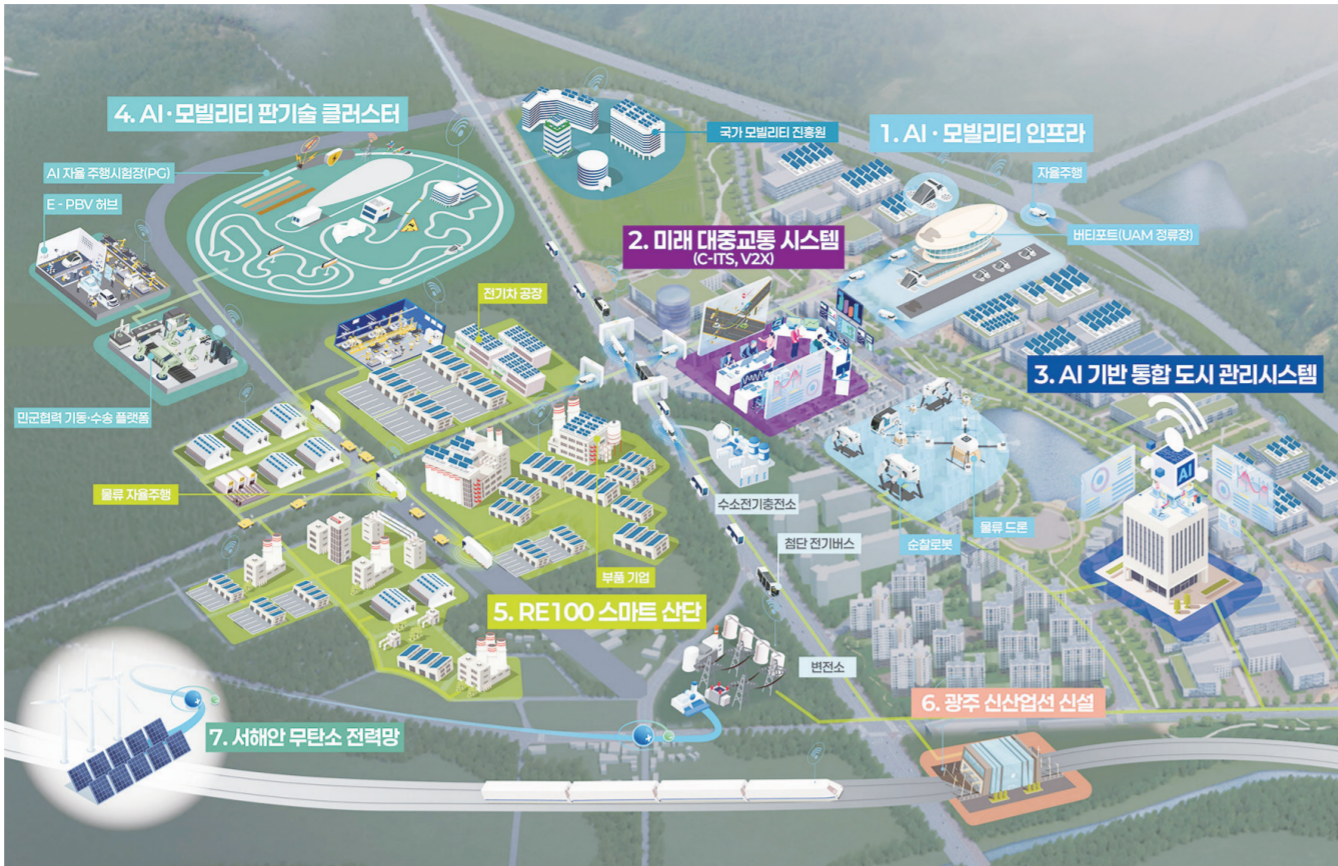 4. AI·모빌리티 판기술 클러스터
국가 모빌리티 진흥원
1. AI · 모빌리티 인프라
AI 자율 주행시험장(PG)
자율주행
E - PBV 허브
2. 미래 대중교통 시스템
(C-ITS, V2X)
버티포트(UAM 정류장)
전기차 공장
3. AI 기반 통합 도시 관리시스템
민군협력 기동·수송 플랫폼
AI
물류 자율주행
수소전기충전소
물류 드론
순찰로봇
첨단 전기버스
부품 기업
5. RE100 스마트 산단
변전소
6. 광주 신산업선 신설
7. 서해안 무탄소 전력망